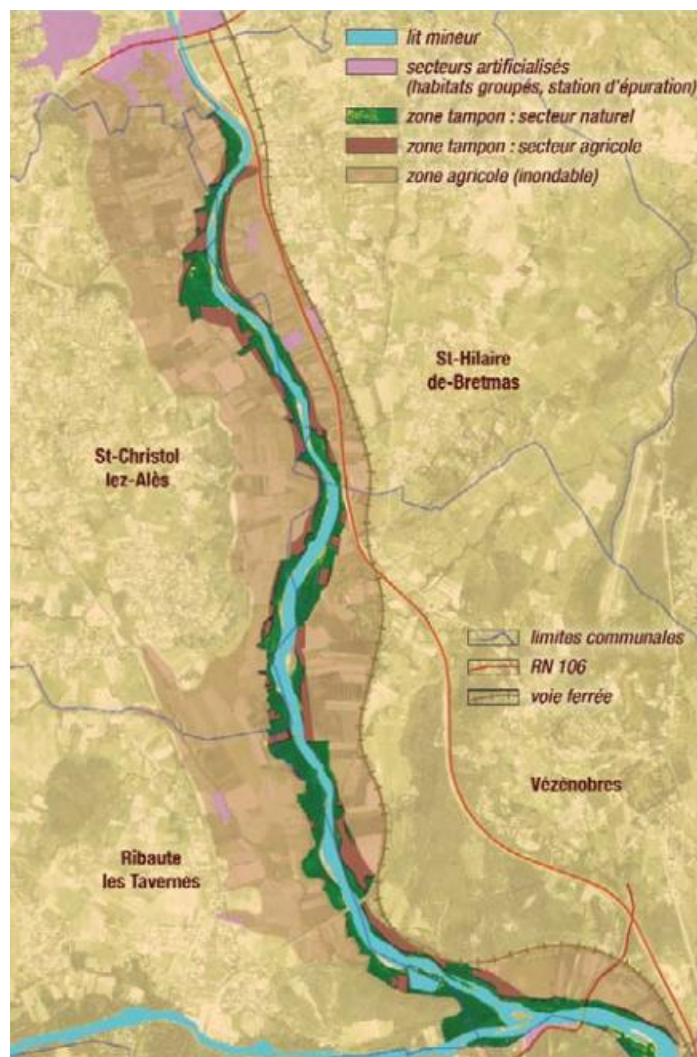 lit mineur
secteurs artificialisés
(habitats groupés, station d'épuration)
zone tampon : secteur naturel
zone tampon : secteur agricole
zone agricole (inondable)
St-Hilaire
de-Bretmas
St-Christol
lez-Alès
limites communales
RN 106
voie ferrée
Vézénobres
Ribaute
les Tavernes